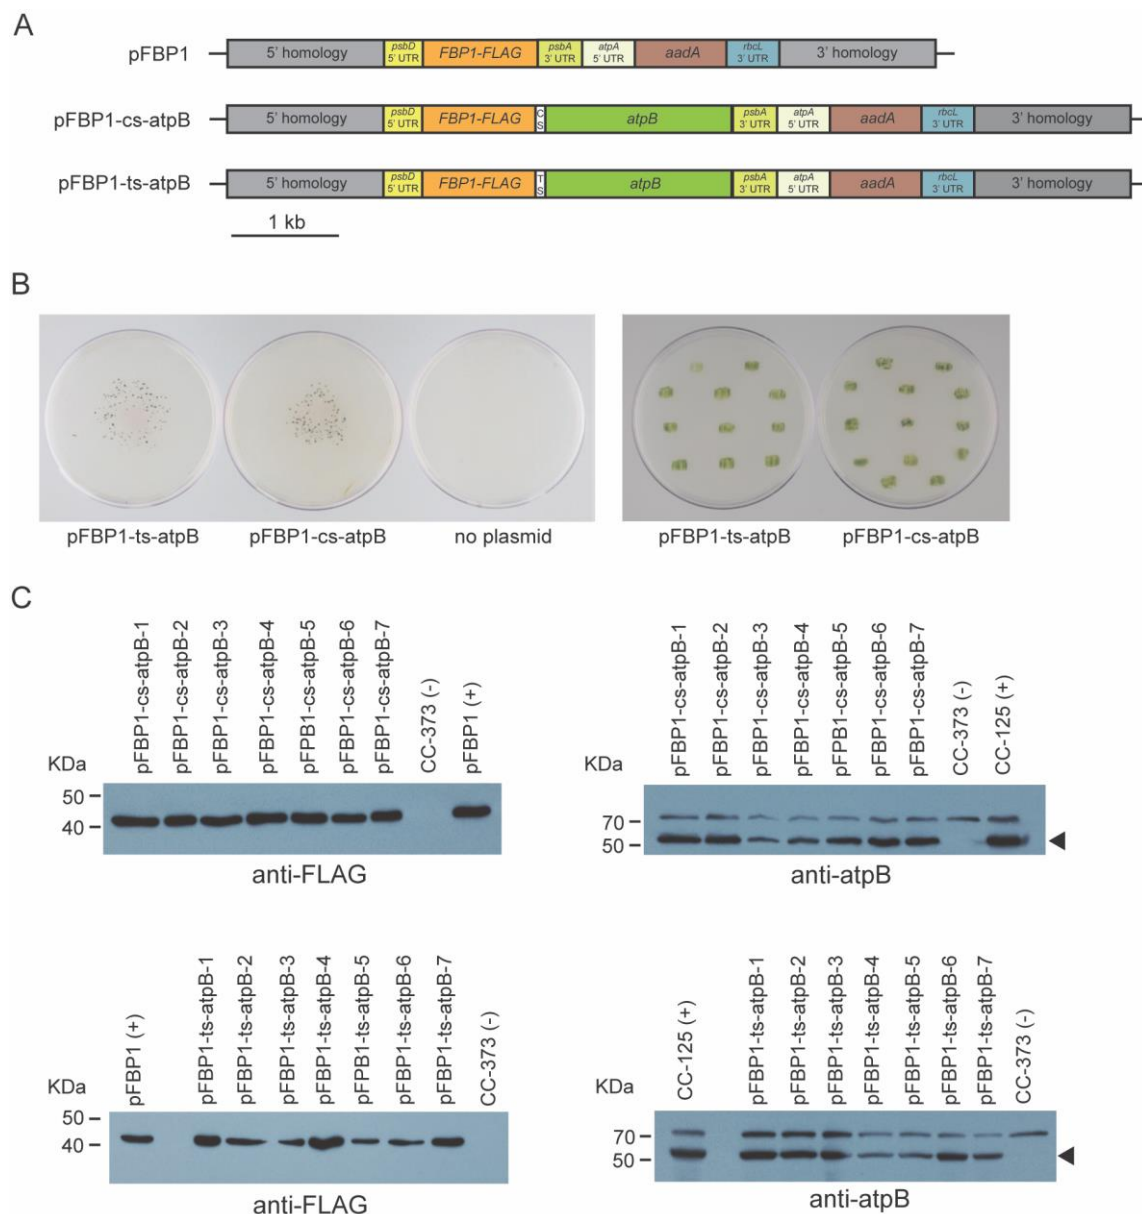 A
pFBP1
5' homology
psbD
5' UTR
FBP1-FLAG
psbA
3' UTR
atpA
5' UTR
aadA
rbcL
3' UTR
3' homology
pFBP1-cs-atpB
5' homology
psbD
5' UTR
FBP1-FLAG
C
S
atpB
psbA
3' UTR
atpA
5' UTR
aadA
rbcL
3' UTR
3' homology
pFBP1-ts-atpB
5' homology
psbD
5' UTR
FBP1-FLAG
T
S
atpB
psbA
3' UTR
atpA
5' UTR
aadA
rbcL
3' UTR
3' homology
1 kb
B
pFBP1-ts-atpB
pFBP1-cs-atpB
no plasmid
pFBP1-ts-atpB
pFBP1-cs-atpB
C
pFBP1-cs-atpB-1
pFBP1-cs-atpB-2
pFBP1-cs-atpB-3
pFBP1-cs-atpB-4
pFPB1-cs-atpB-5
pFBP1-cs-atpB-6
pFBP1-cs-atpB-7
CC-373 (-)
pFBP1 (+)
KDa
50
40
anti-FLAG
pFBP1-cs-atpB-1
pFBP1-cs-atpB-2
pFBP1-cs-atpB-3
pFBP1-cs-atpB-4
pFPB1-cs-atpB-5
pFBP1-cs-atpB-6
pFBP1-cs-atpB-7
CC-373 (-)
CC-125 (+)
KDa
70
50
anti-atpB
pFBP1 (+)
pFBP1-ts-atpB-1
pFBP1-ts-atpB-2
pFBP1-ts-atpB-3
pFBP1-ts-atpB-4
pFPB1-ts-atpB-5
pFBP1-ts-atpB-6
pFBP1-ts-atpB-7
CC-373 (-)
KDa
50
40
anti-FLAG
CC-125 (+)
pFBP1-ts-atpB-1
pFBP1-ts-atpB-2
pFBP1-ts-atpB-3
pFBP1-ts-atpB-4
pFPB1-ts-atpB-5
pFBP1-ts-atpB-6
pFBP1-ts-atpB-7
CC-373 (-)
KDa
70
50
anti-atpB